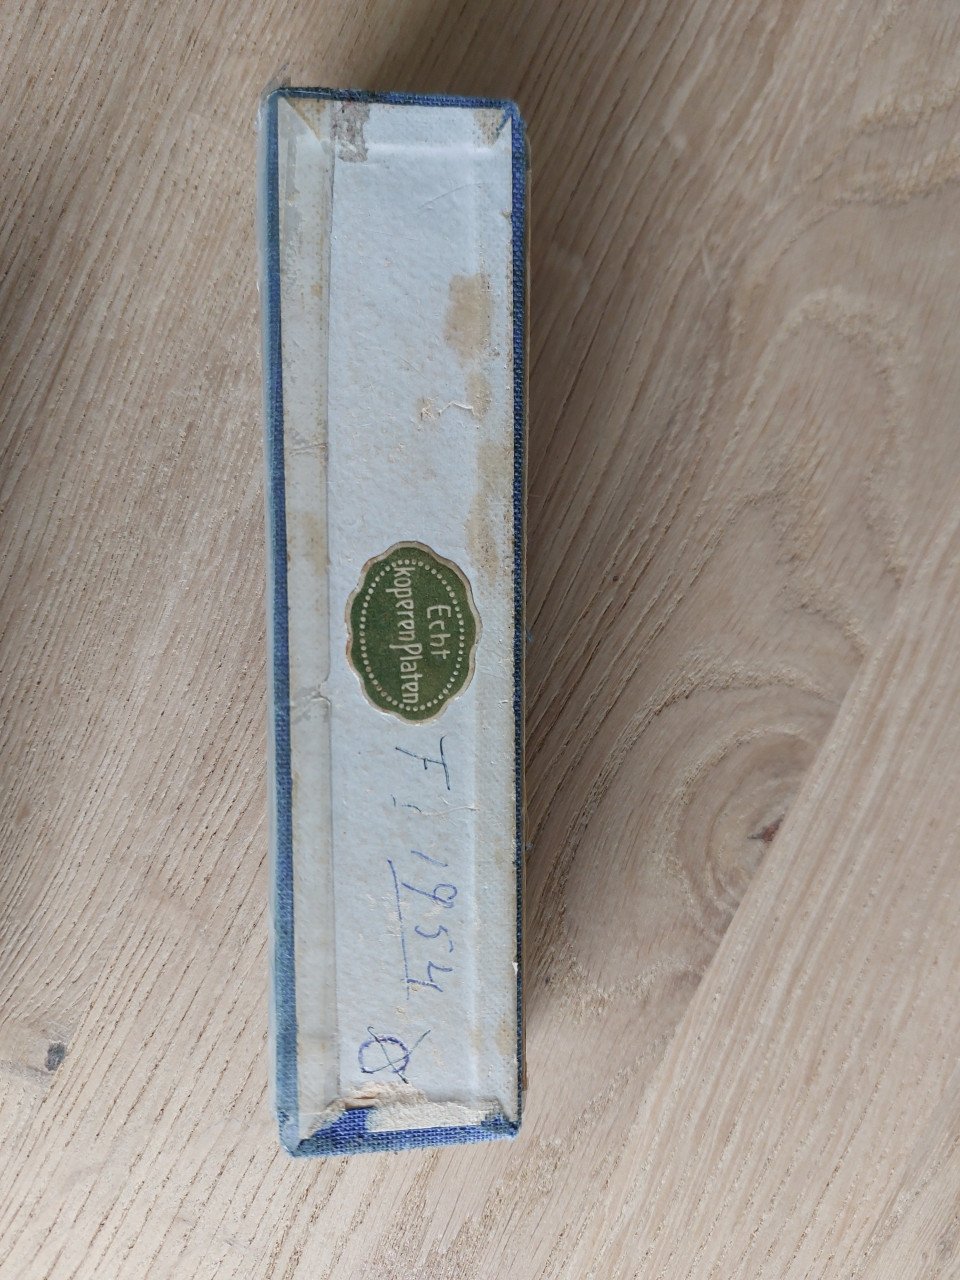 Echt
koperen Platen
F. 1954